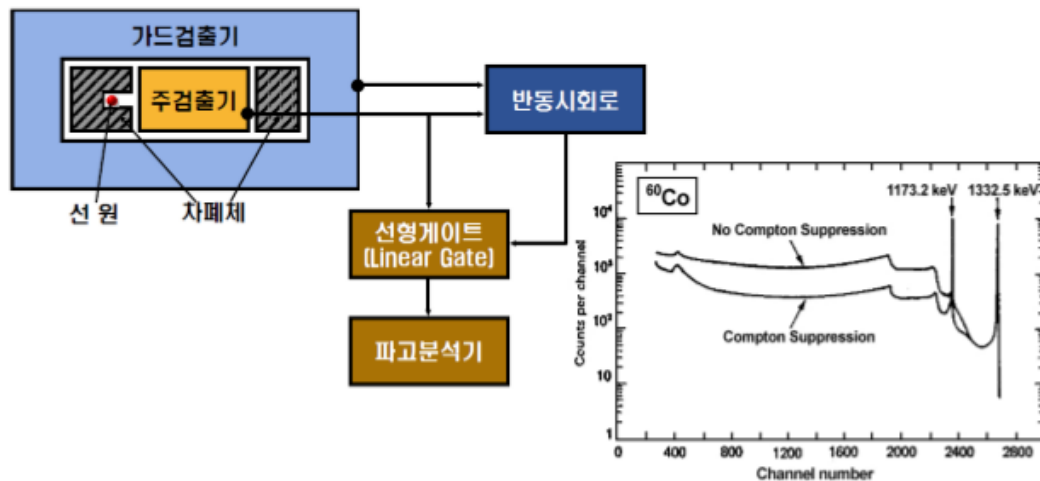 가드검출기
주검출기
반동시회로
선 원
차폐제
선형게이트
(Linear Gate)
파고분석기
⁶⁰Co
1173.2 keV
1332.5 keV
No Compton Suppression
Compton Suppression
Counts per channel
10⁴
10³
10²
10
1
0
400
1200
2000
2400
2800
Channel number